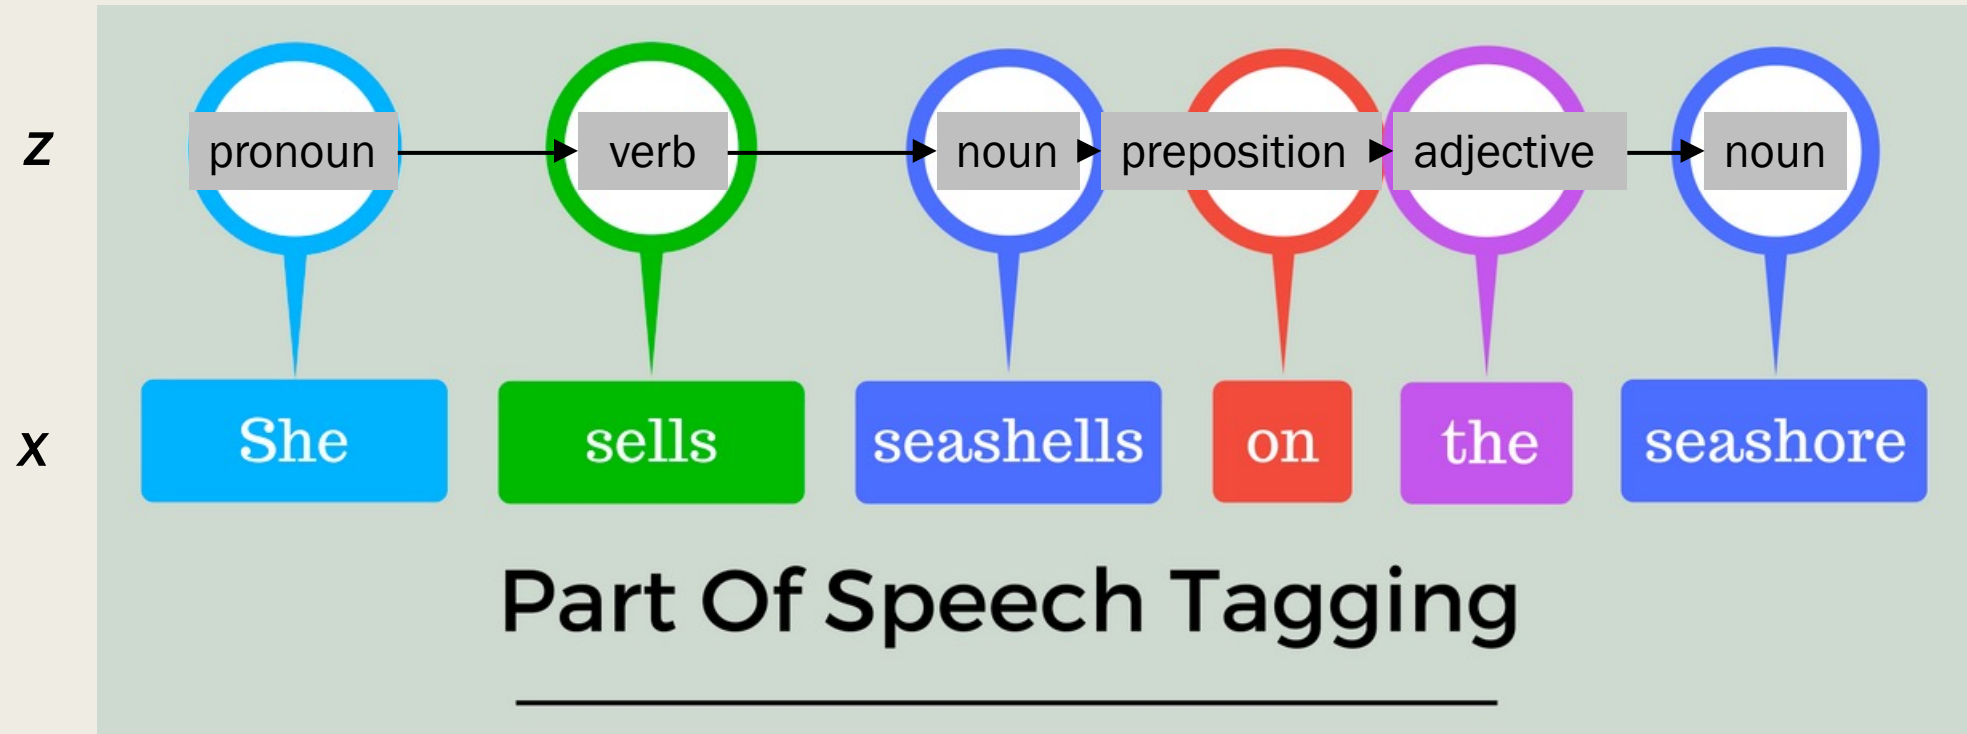 Z pronoun verb noun preposition adjective noun
X She sells seashells on the seashore
Part Of Speech Tagging